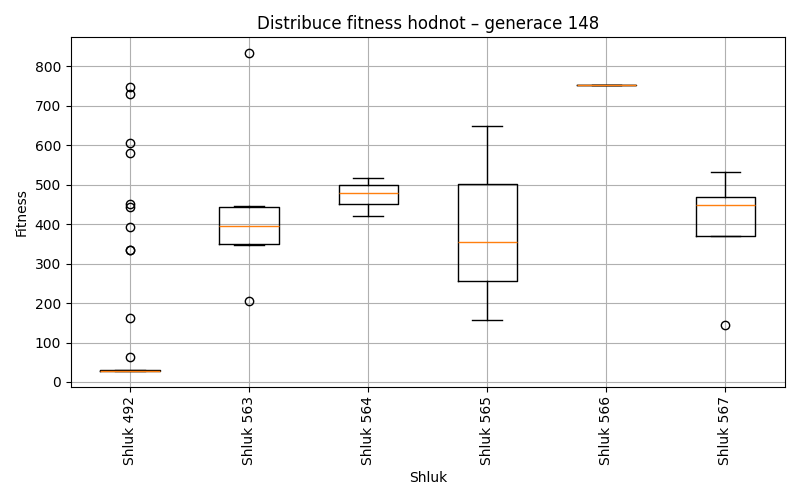 Distribuce fitness hodnot – generace 148
Fitness
800
700
600
500
400
300
200
100
0
Shluk 492
Shluk 563
Shluk 564
Shluk 565
Shluk 566
Shluk 567
Shluk